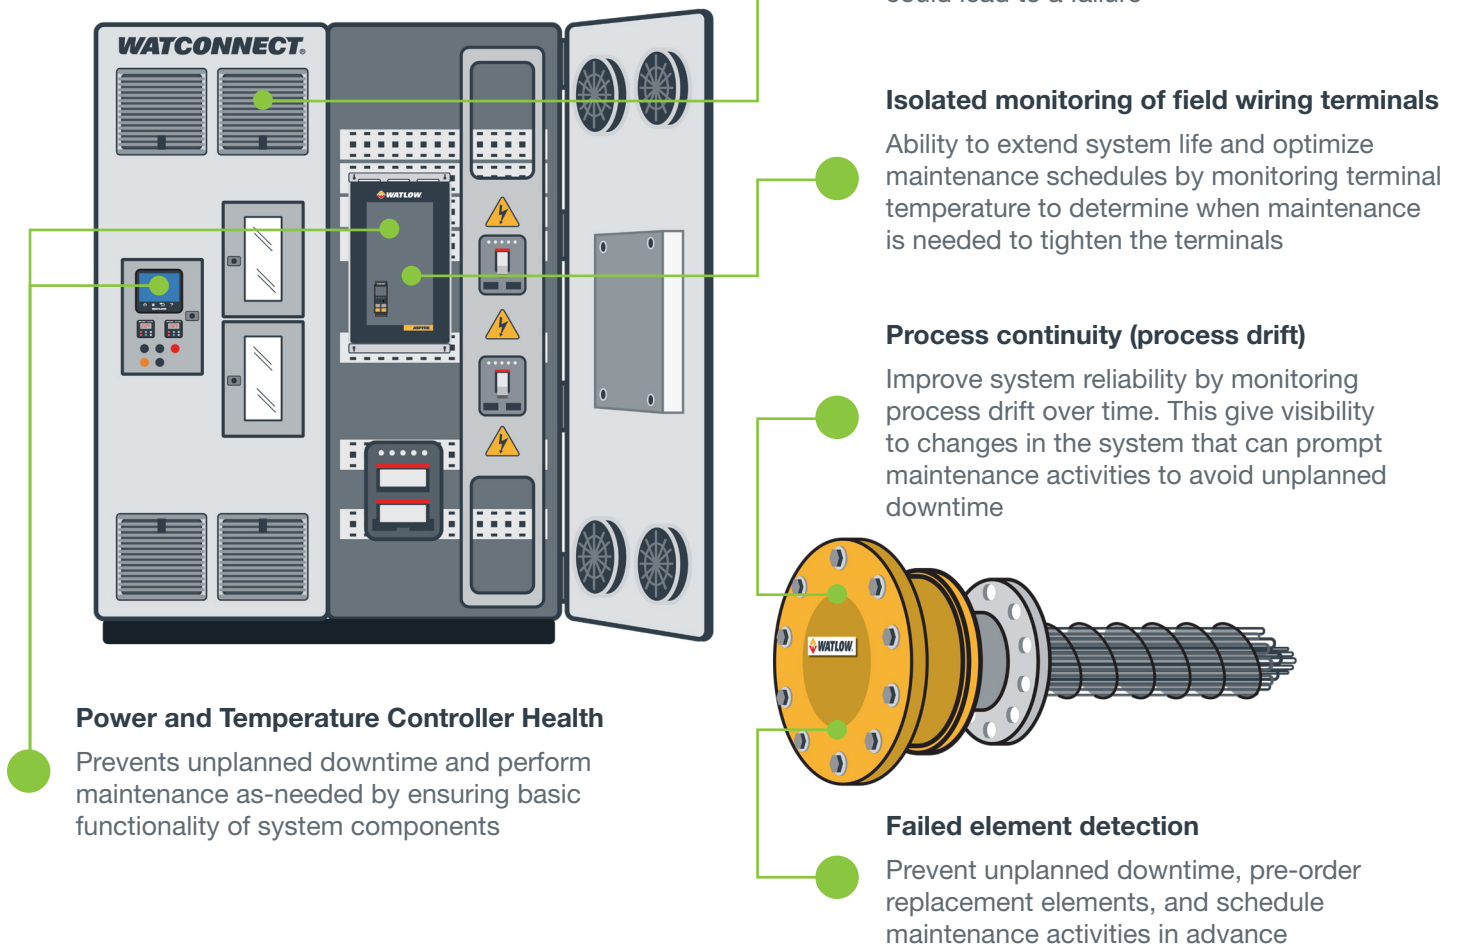 could lead to a failure
WATCONNECT.
Isolated monitoring of field wiring terminals
Ability to extend system life and optimize
maintenance schedules by monitoring terminal
temperature to determine when maintenance
is needed to tighten the terminals
WATLOW
Process continuity (process drift)
Improve system reliability by monitoring
process drift over time. This give visibility
to changes in the system that can prompt
maintenance activities to avoid unplanned
downtime
WATLOW
Power and Temperature Controller Health
Prevents unplanned downtime and perform
maintenance as-needed by ensuring basic
functionality of system components
Failed element detection
Prevent unplanned downtime, pre-order
replacement elements, and schedule
maintenance activities in advance